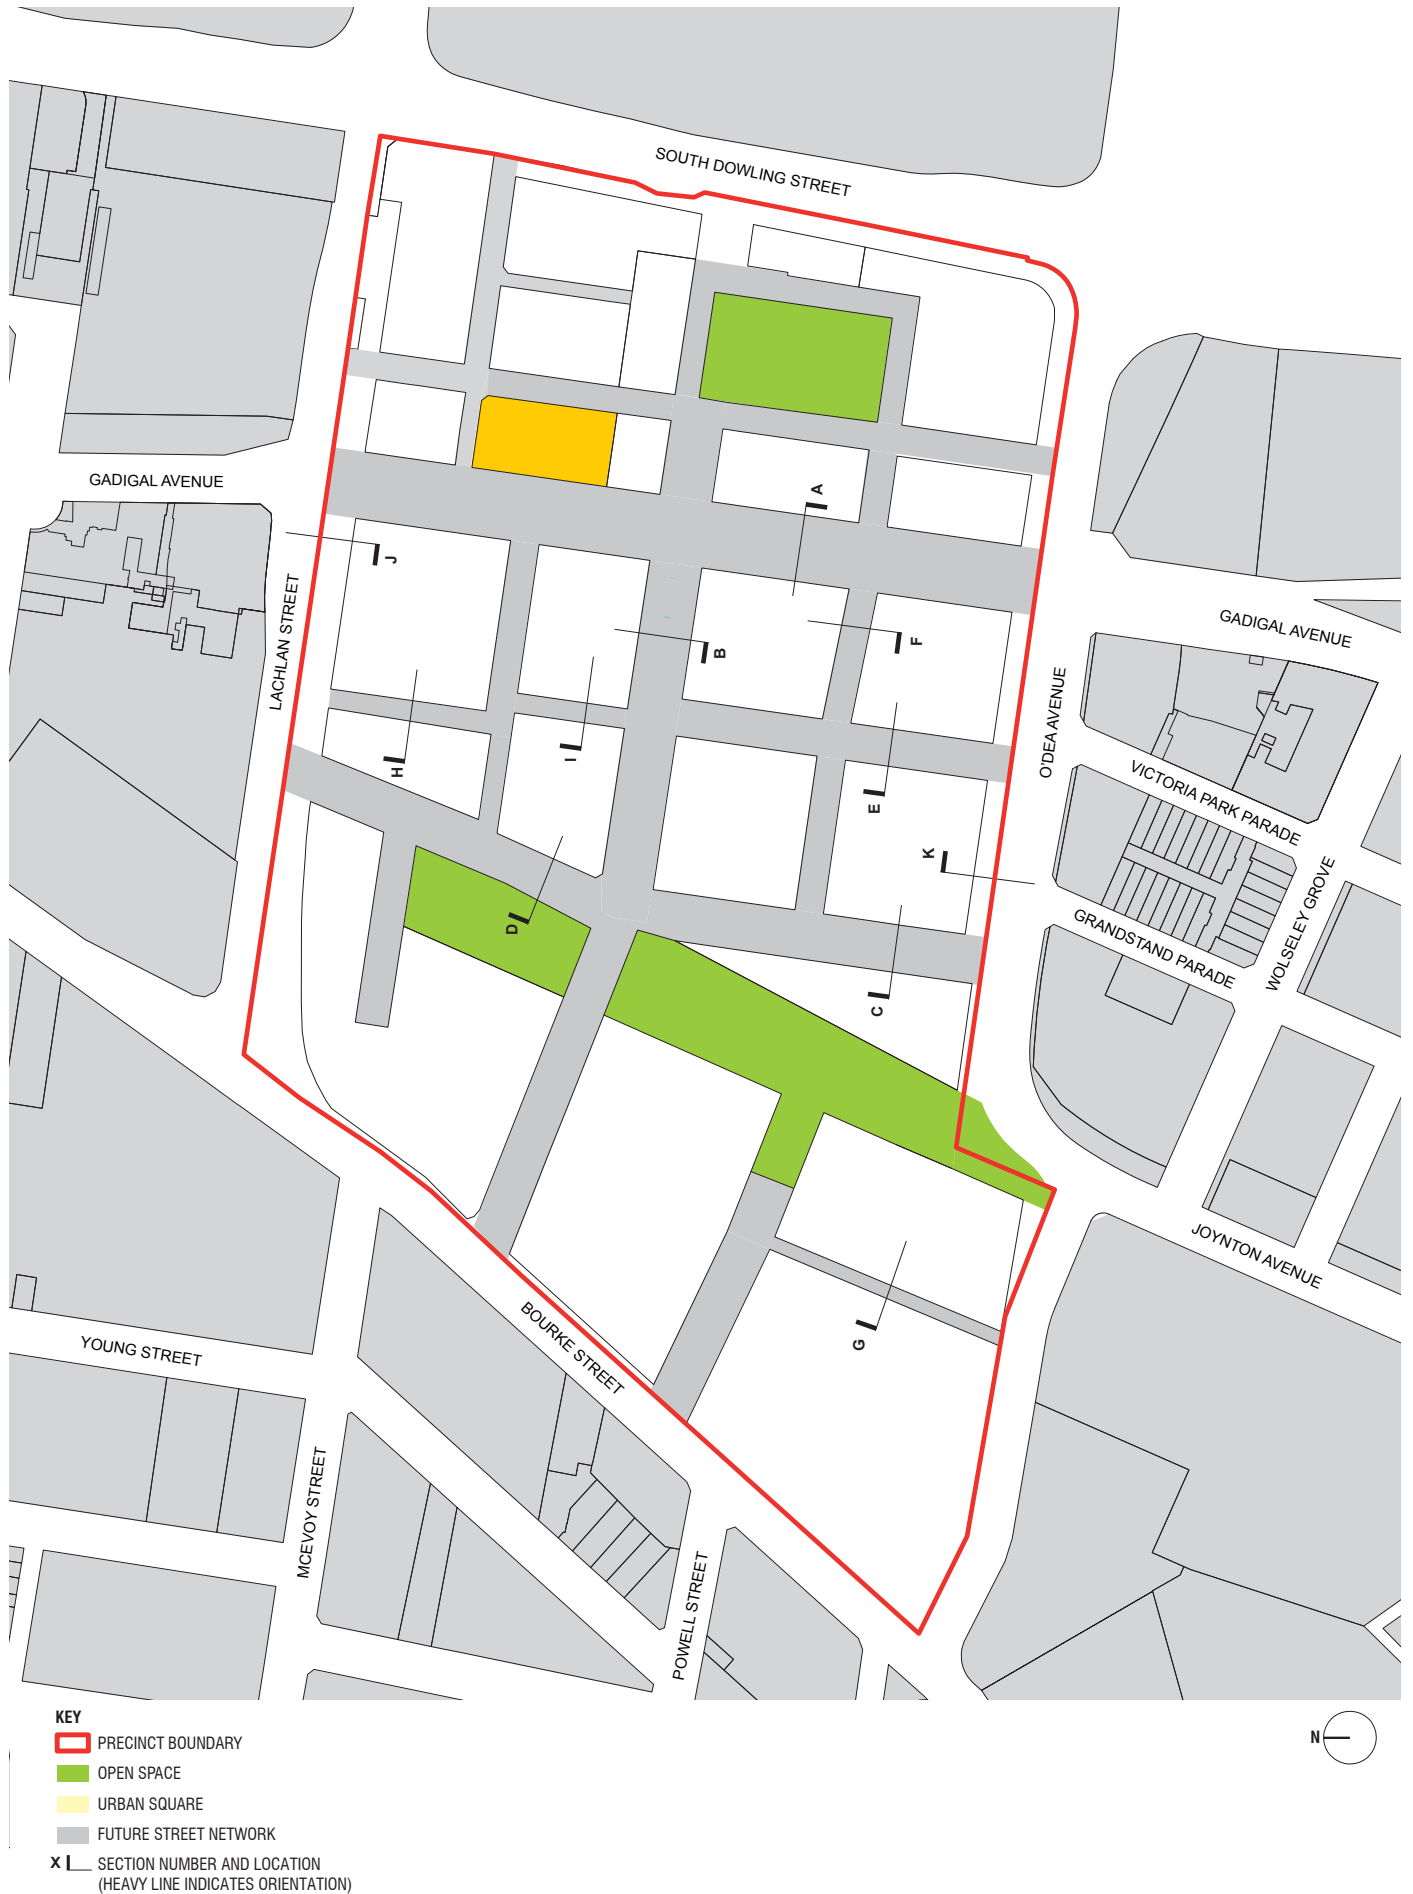 SOUTH DOWLING STREET
GADIGAL AVENUE
A
J
LACHLAN STREET
GADIGAL AVENUE
F
B
O'DEA AVENUE
I
H
VICTORIA PARK PARADE
E
K
WOLSELEY GROVE
D
GRANDSTAND PARADE
C
JOYNTON AVENUE
G
BOURKE STREET
YOUNG STREET
MCEVOY STREET
POWELL STREET
KEY
PRECINCT BOUNDARY
OPEN SPACE
URBAN SQUARE
FUTURE STREET NETWORK
X SECTION NUMBER AND LOCATION
(HEAVY LINE INDICATES ORIENTATION)
N